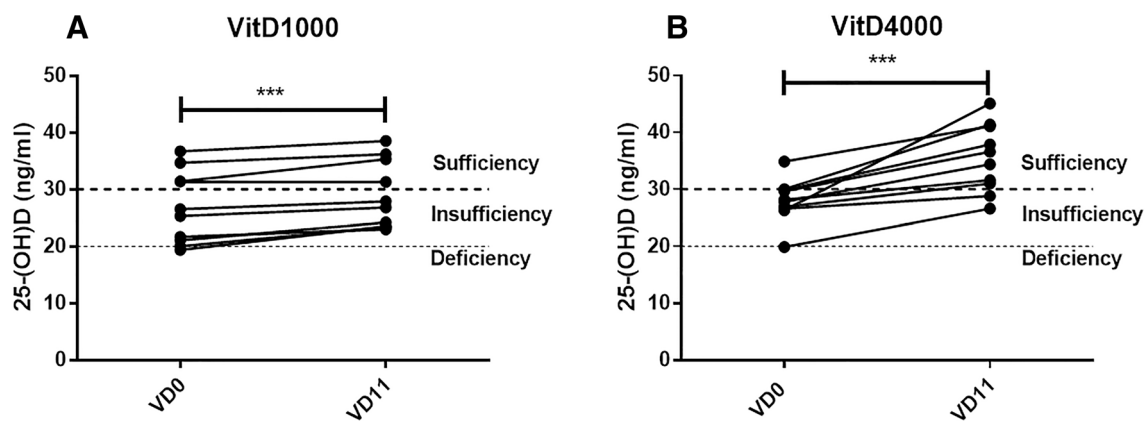 A
VitD1000
***
50
40
30
20
10
0
25-(OH)D (ng/ml)
Sufficiency
Insufficiency
Deficiency
VD0
VD11
B
VitD4000
***
50
40
30
20
10
0
25-(OH)D (ng/ml)
Sufficiency
Insufficiency
Deficiency
VD0
VD11